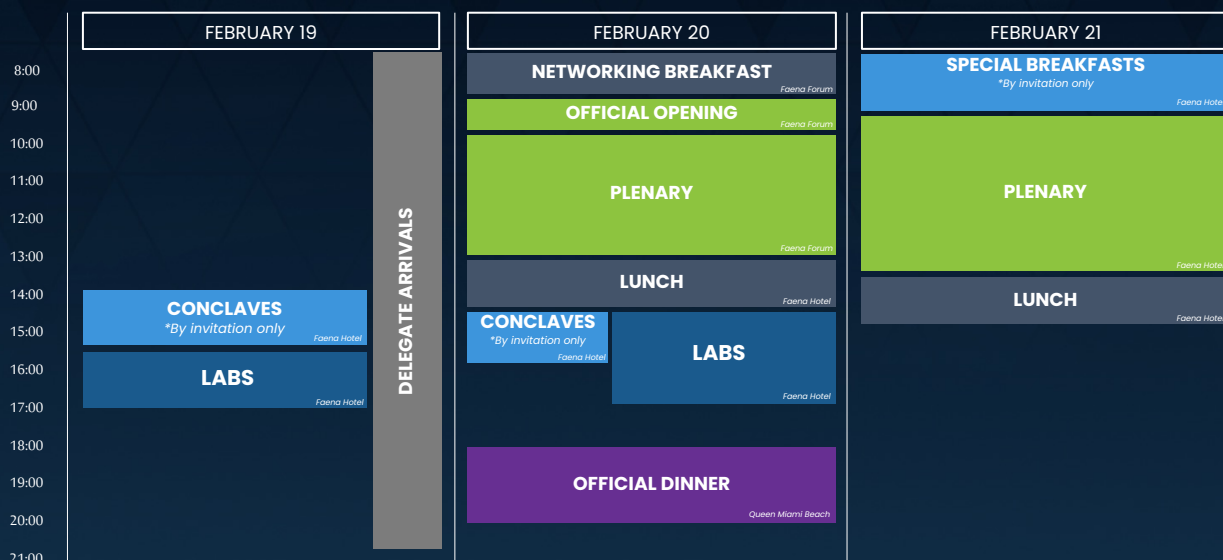 FEBRUARY 19
FEBRUARY 20
FEBRUARY 21
8:00
9:00
10:00
11:00
12:00
13:00
14:00
15:00
16:00
17:00
18:00
19:00
20:00
21:00
CONCLAVES
*By invitation only
Faena Hotel
LABS
Faena Hotel
DELEGATE ARRIVALS
NETWORKING BREAKFAST
Faena Forum
OFFICIAL OPENING
Faena Forum
PLENARY
Faena Forum
LUNCH
Faena Hotel
CONCLAVES
*By invitation only
Faena Hotel
LABS
Faena Hotel
OFFICIAL DINNER
Queen Miami Beach
SPECIAL BREAKFASTS
*By invitation only
Faena Hotel
PLENARY
Faena Hotel
LUNCH
Faena Hotel